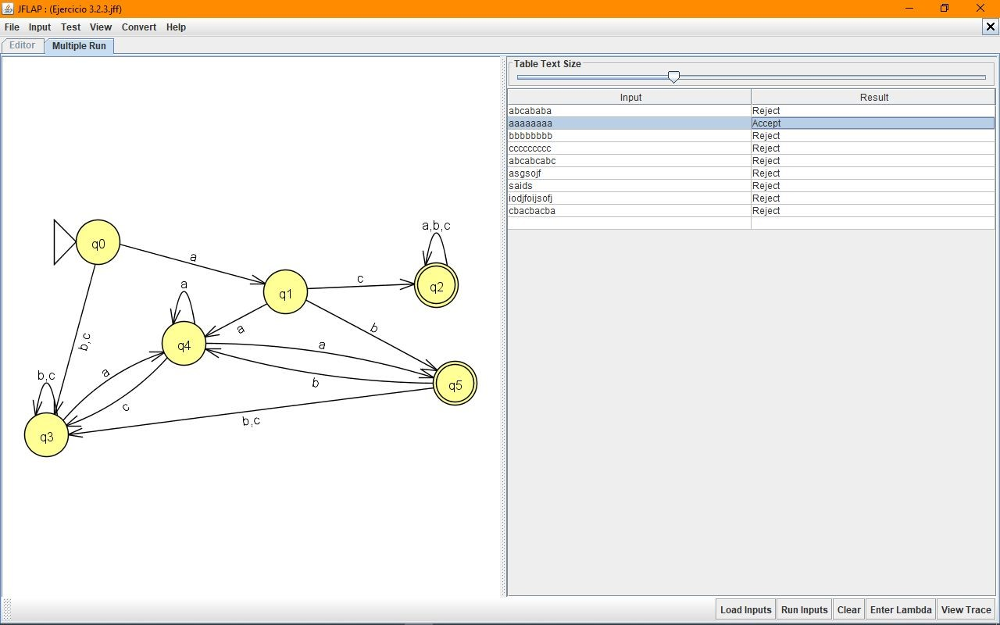 JFLAP : (Ejercicio 3.2.3.jff)
File Input Test View Convert Help
Editor Multiple Run
Table Text Size
Input Result
abcababa Reject
aaaaaaaa Accept
bbbbbbbb Reject
ccccccccc Reject
abcabcabc Reject
asgsojf Reject
saids Reject
iodjfoijsofj Reject
cbacbacba Reject
a,b,c
q0
a
c
q2
a
q1
a
b
b,c
q4
a
b,c
a
b
q5
c
b,c
q3
Load Inputs Run Inputs Clear Enter Lambda View Trace